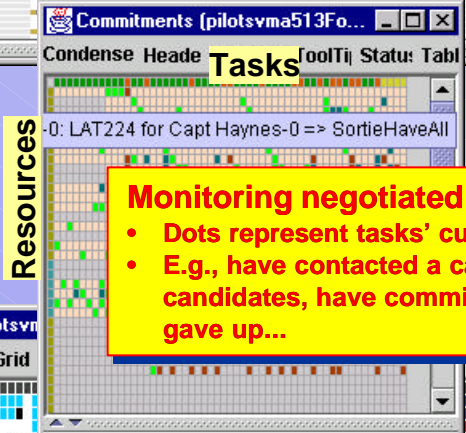 Commitments (pilotsvma513Fo...
Condense Heade Tasks ToolTi Status Tabl
-0: LAT224 for Capt Haynes-0 => SortieHaveAll
Resources
Monitoring negotiated
• Dots represent tasks' cu
• E.g., have contacted a ca
candidates, have commi
gave up...
otsvm
Grid